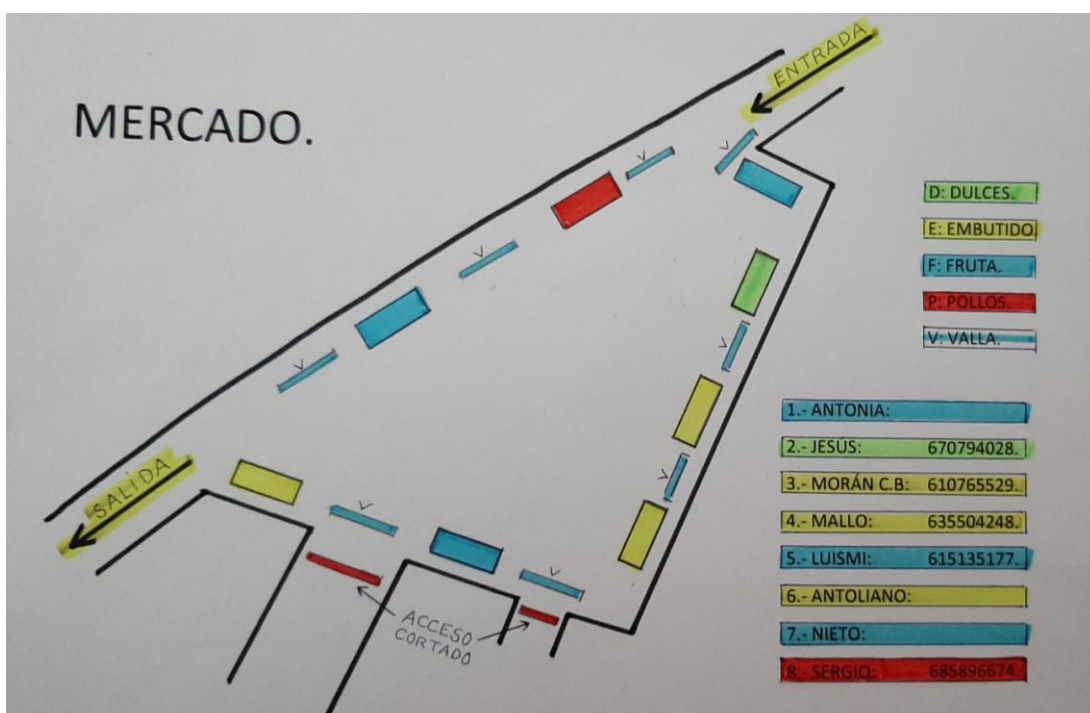 MERCADO.
ENTRADA
V
V
V
V
V
V
V
V
SALIDA
ACCESO
CORTADO
D: DULCES.
E: EMBUTIDO.
F: FRUTA.
P: POLLOS.
V: VALLA.
1.- ANTONIA:
2.- JESÚS: 670794028.
3.- MORÁN C.B: 610765529.
4.- MALLO: 635504248.
5.- LUISMI: 615135177.
6.- ANTOLIANO:
7.- NIETO:
8.- SERGIO: 685896674.